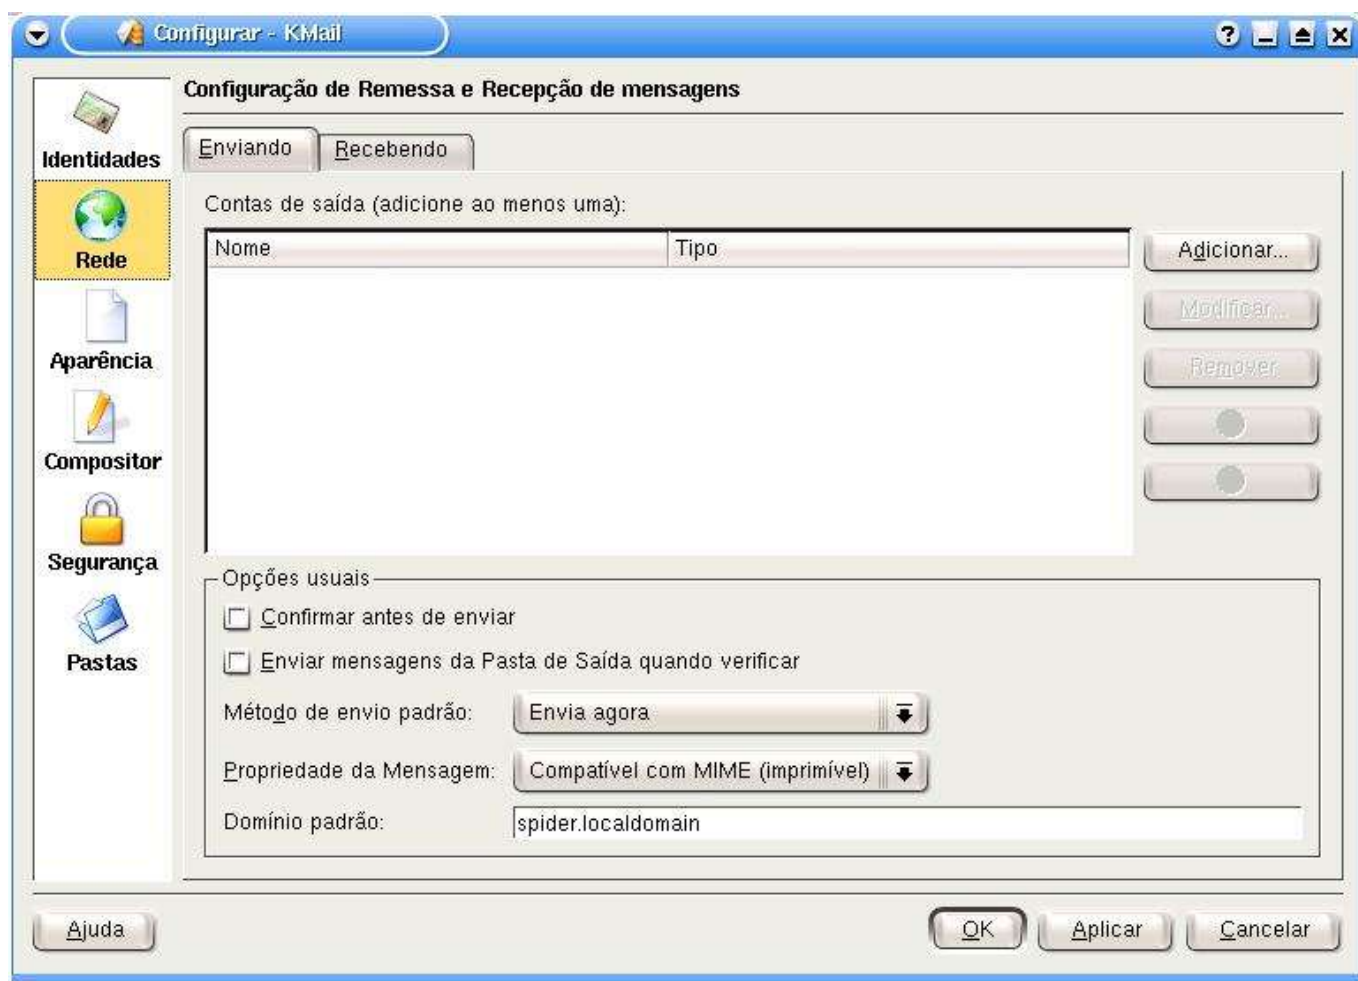 Configurar - KMail
Configuração de Remessa e Recepção de mensagens
Identidades
Rede
Aparência
Compositor
Segurança
Pastas
Enviando
Recebendo
Contas de saída (adicione ao menos uma):
Nome
Tipo
Adicionar...
Modificar...
Remover
Opções usuais
Confirmar antes de enviar
Enviar mensagens da Pasta de Saída quando verificar
Método de envio padrão:
Envia agora
Propriedade da Mensagem:
Compatível com MIME (imprimível)
Domínio padrão:
spider.localdomain
Ajuda
OK
Aplicar
Cancelar